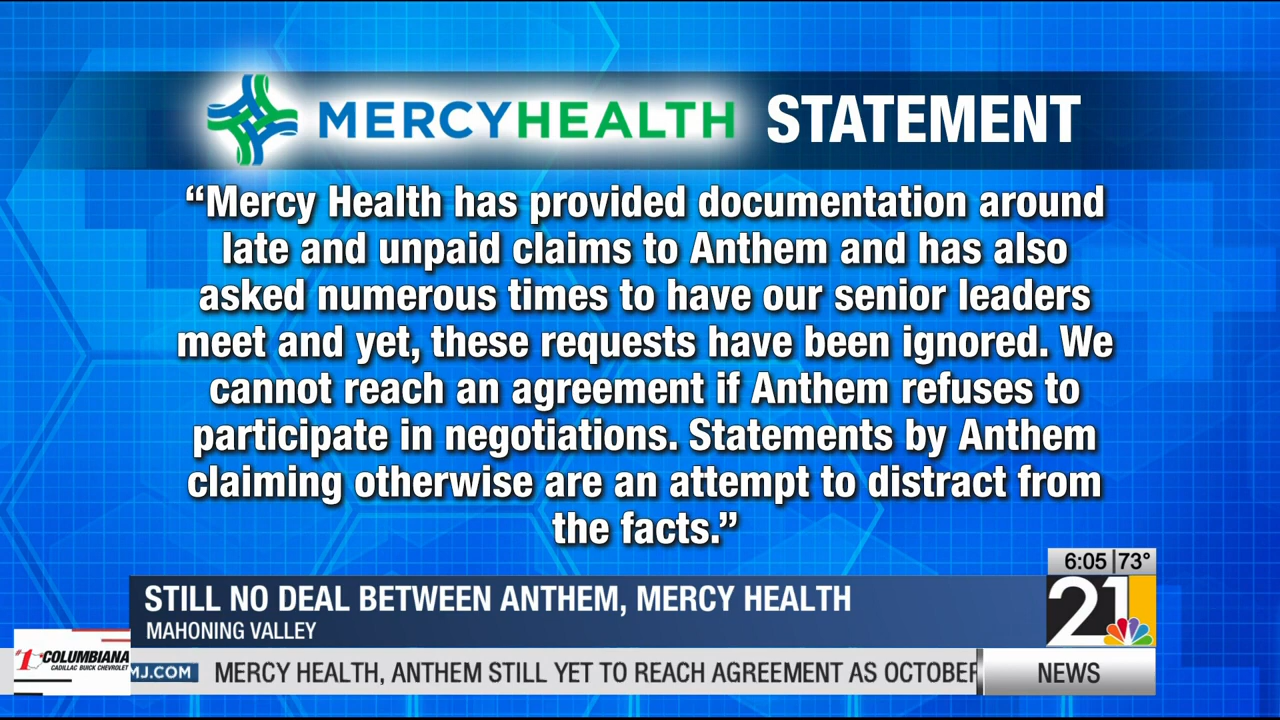 MERCYHEALTH STATEMENT
“Mercy Health has provided documentation around
late and unpaid claims to Anthem and has also
asked numerous times to have our senior leaders
meet and yet, these requests have been ignored. We
cannot reach an agreement if Anthem refuses to
participate in negotiations. Statements by Anthem
claiming otherwise are an attempt to distract from
the facts.”
6:05 73°
21
STILL NO DEAL BETWEEN ANTHEM, MERCY HEALTH
MAHONING VALLEY
#1 COLUMBIANA
CADILLAC BUICK CHEVROLET
MJ.COM MERCY HEALTH, ANTHEM STILL YET TO REACH AGREEMENT AS OCTOBER NEWS